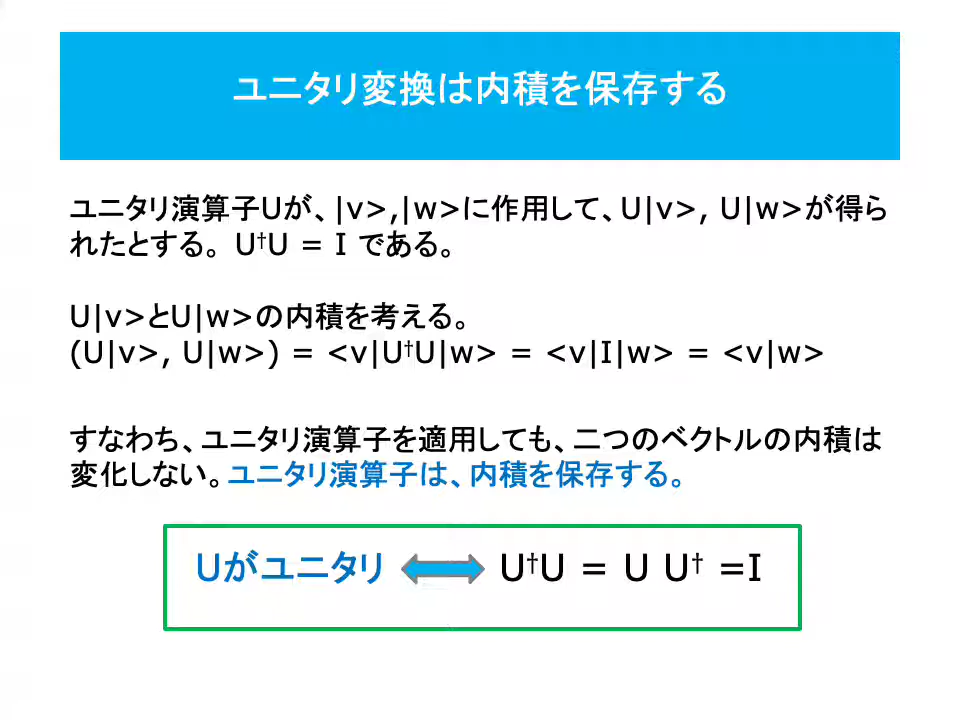 ユニタリ変換は内積を保存する
ユニタリ演算子Uが、|v>,|w>に作用して、U|v>, U|w>が得ら
れたとする。 U†U = I である。
U|v>とU|w>の内積を考える。
(U|v>, U|w>) = <v|U†U|w> = <v|I|w> = <v|w>
すなわち、ユニタリ演算子を適用しても、二つのベクトルの内積は
変化しない。ユニタリ演算子は、内積を保存する。
Uがユニタリ U†U = U U† =I